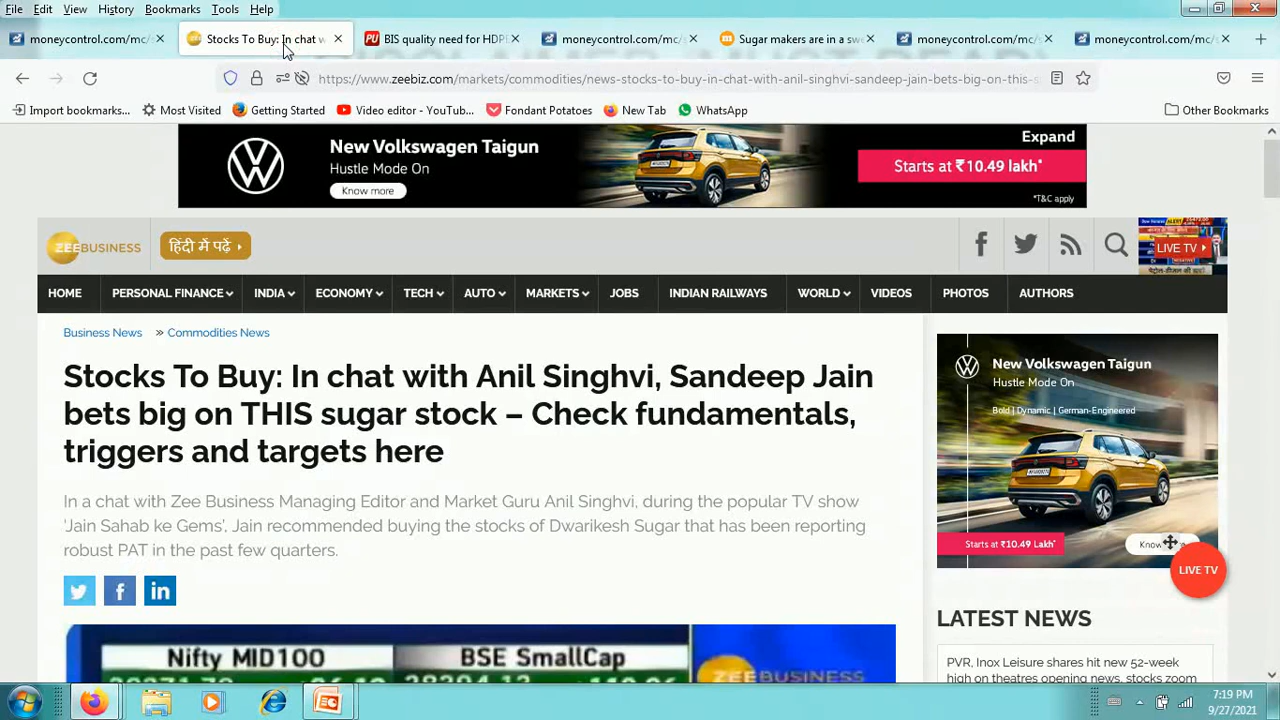 File Edit View History Bookmarks Tools Help
moneycontrol.com/mc/s
Stocks To Buy: In chat w
BIS quality need for HDPL
moneycontrol.com/mc/s
Sugar makers are in a swe
moneycontrol.com/mc/s
moneycontrol.com/mc/s
https://www.zeebiz.com/markets/commodities/news-stocks-to-buy-in-chat-with-anil-singhvi-sandeep-jain-bets-big-on-this-s
Import bookmarks... Most Visited Getting Started Video editor - YouTub... Fondant Potatoes New Tab WhatsApp Other Bookmarks
New Volkswagen Taigun
Hustle Mode On
Know more
Expand
Starts at ₹10.49 lakh*
*T&C apply
ZEEBUSINESS
हिंदी में पढ़ें
LIVE TV
HOME PERSONAL FINANCE INDIA ECONOMY TECH AUTO MARKETS JOBS INDIAN RAILWAYS WORLD VIDEOS PHOTOS AUTHORS
Business News » Commodities News
Stocks To Buy: In chat with Anil Singhvi, Sandeep Jain
bets big on THIS sugar stock – Check fundamentals,
triggers and targets here
In a chat with Zee Business Managing Editor and Market Guru Anil Singhvi, during the popular TV show
'Jain Sahab ke Gems', Jain recommended buying the stocks of Dwarikesh Sugar that has been reporting
robust PAT in the past few quarters.
Nifty MID100 BSE SmallCap
ZEEBUSINESS
New Volkswagen Taigun
Hustle Mode On
Bold | Dynamic | German-Engineered
Starts at ₹10.49 Lakh*
LIVE TV
LATEST NEWS
PVR, Inox Leisure shares hit new 52-week
high on theatres opening news, stocks zoom
7:19 PM
9/27/2021